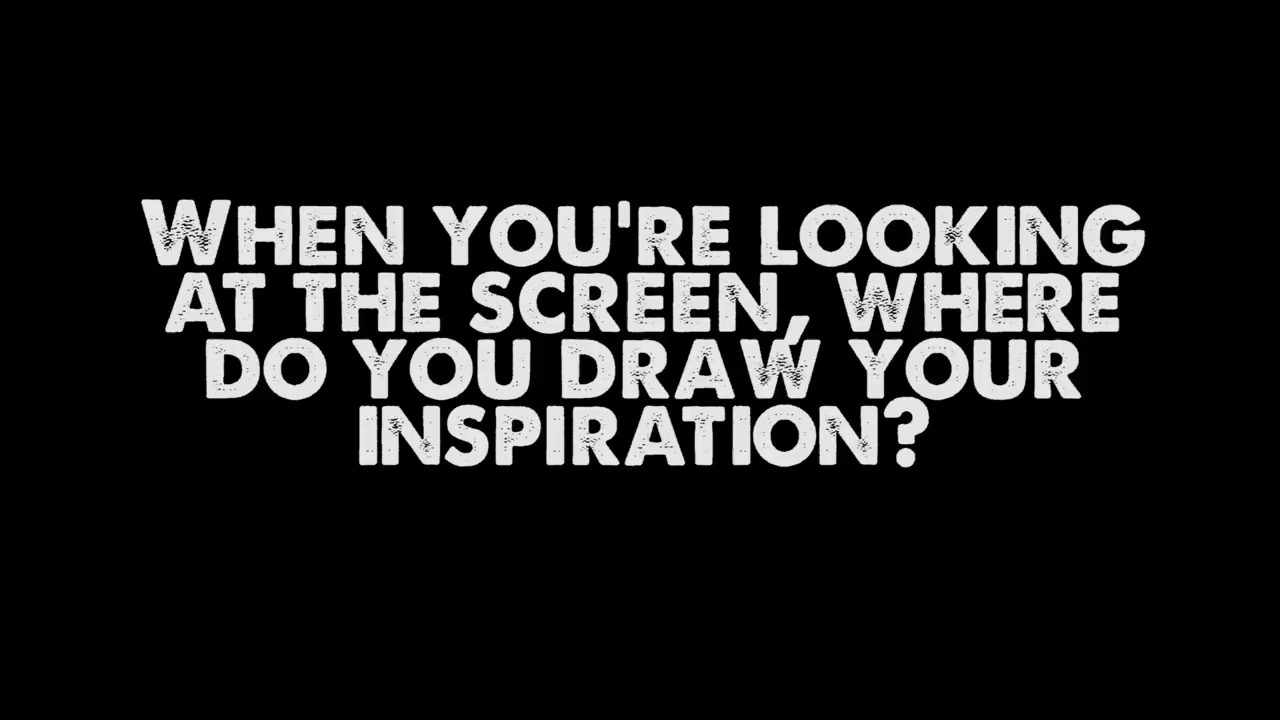 WHEN YOU'RE LOOKING
AT THE SCREEN, WHERE
DO YOU DRAW YOUR
INSPIRATION?